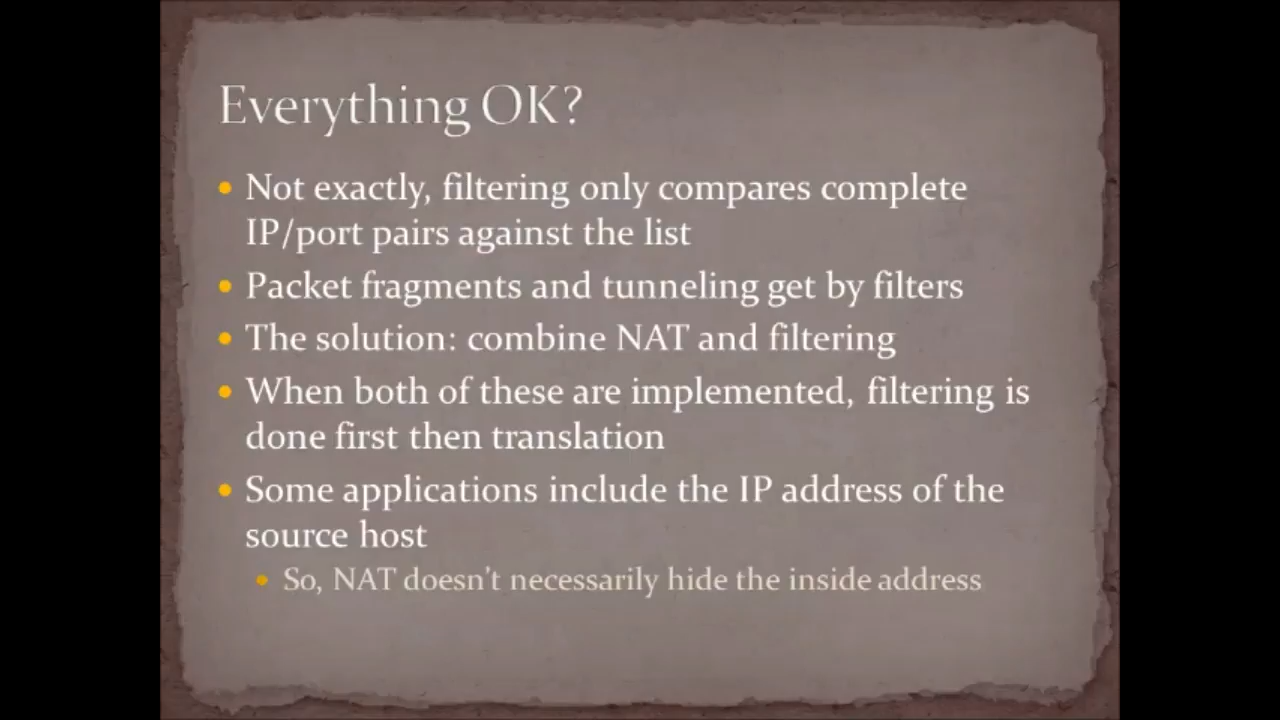 Everything OK?
Not exactly, filtering only compares complete
IP/port pairs against the list
Packet fragments and tunneling get by filters
The solution: combine NAT and filtering
When both of these are implemented, filtering is
done first then translation
Some applications include the IP address of the
source host
So, NAT doesn't necessarily hide the inside address